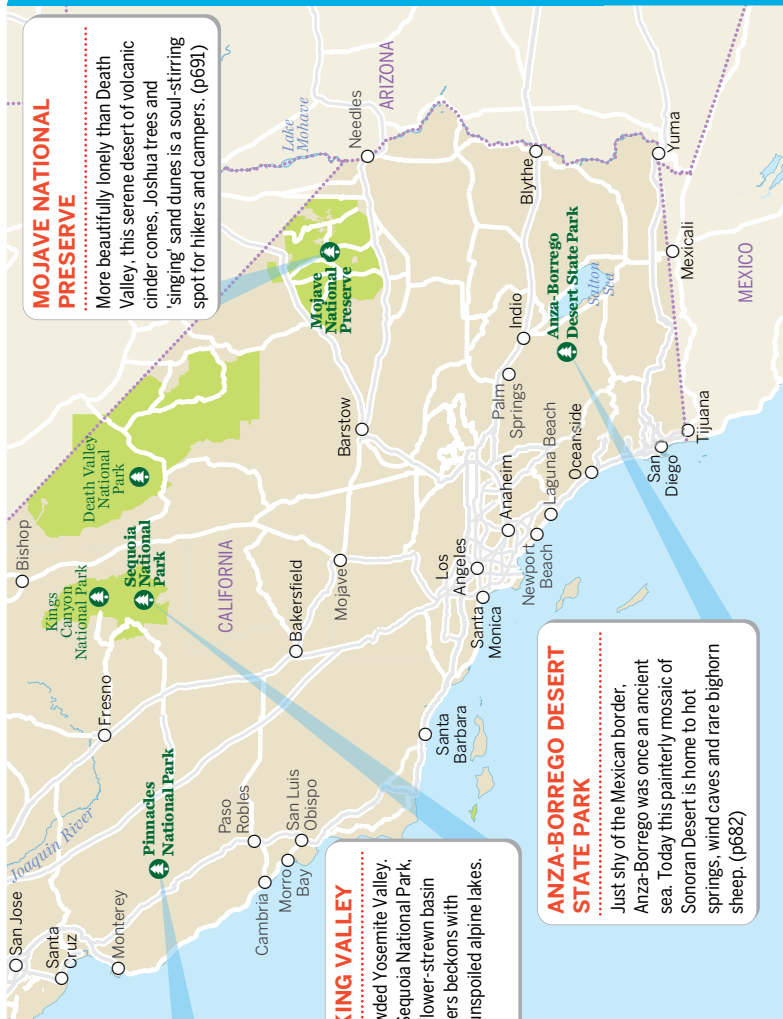 MOJAVE NATIONAL
PRESERVE
More beautifully lonely than Death
Valley, this serene desert of volcanic
cinder cones, Joshua trees and
'singing' sand dunes is a soul-stirring
spot for hikers and campers. (p691)
KING VALLEY
wded Yosemite Valley.
Sequoia National Park,
lower-strewn basin
ers beckons with
unspoiled alpine lakes.
ANZA-BORREGO DESERT
STATE PARK
Just shy of the Mexican border,
Anza-Borrego was once an ancient
sea. Today this painterly mosaic of
Sonoran Desert is home to hot
springs, wind caves and rare bighorn
sheep. (p682)
San Jose
Santa
Cruz
Monterey
Joaquin River
Pinnacles
National Park
Fresno
Kings
Canyon
National Park
Sequoia
National
Park
Bishop
Death Valley
National
Park
CALIFORNIA
Paso
Robles
Cambria
Morro
Bay
San Luis
Obispo
Bakersfield
Mojave
Barstow
Mojave
National
Preserve
Lake
Mohave
Needles
ARIZONA
Santa
Barbara
Santa
Monica
Los
Angeles
Anaheim
Newport
Beach
Laguna Beach
Oceanside
Palm
Springs
Indio
Blythe
Anza-Borrego
Desert State Park
Salton
Sea
San
Diego
Tijuana
Mexicali
Yuma
MEXICO